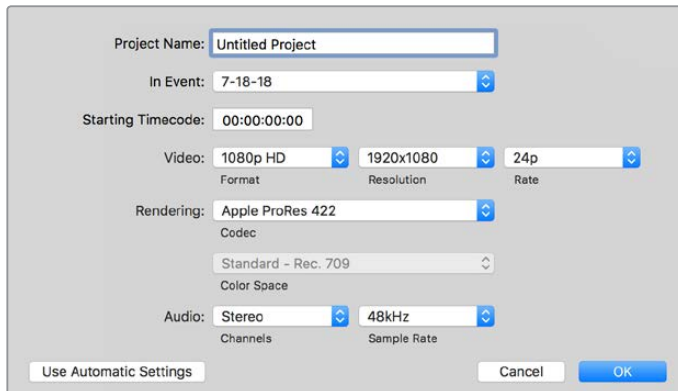 Project Name: Untitled Project
In Event: 7-18-18
Starting Timecode: 00:00:00:00
Video: 1080p HD 1920x1080 24p
Format Resolution Rate
Rendering: Apple ProRes 422
Codec
Standard - Rec. 709
Color Space
Audio: Stereo 48kHz
Channels Sample Rate
Use Automatic Settings Cancel OK